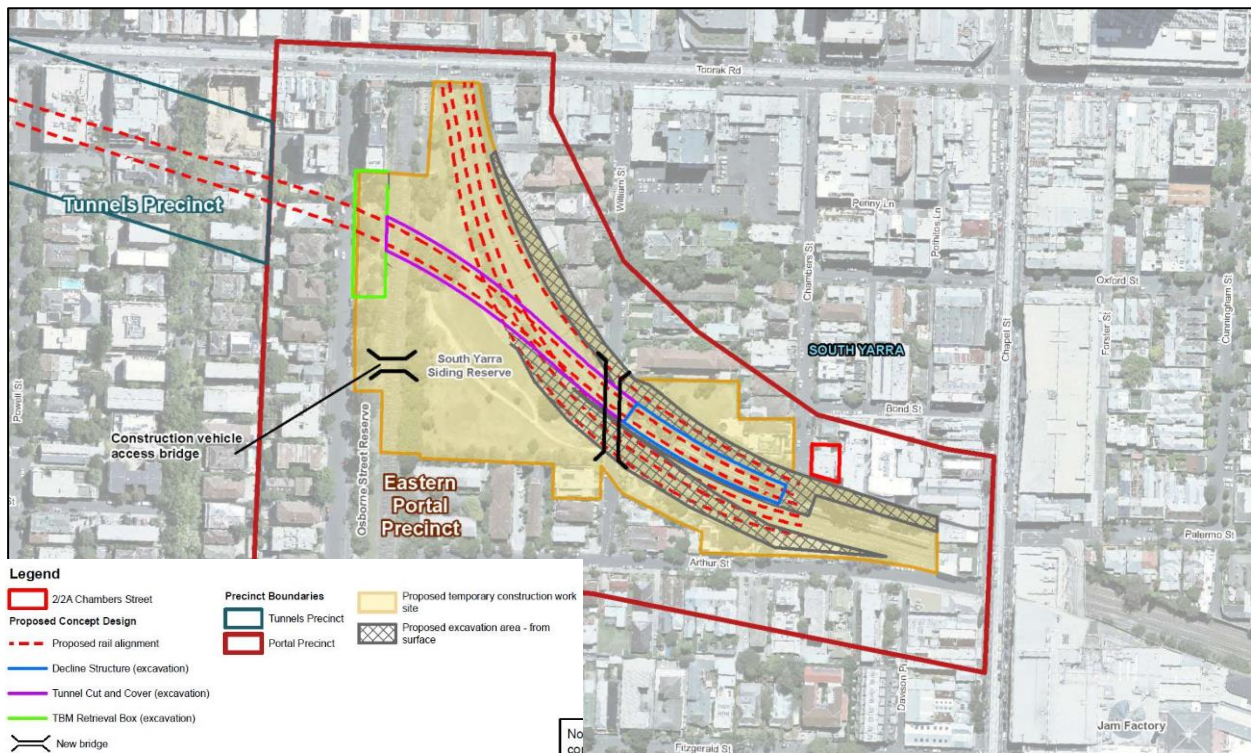 Toorak Rd
William St
Penny Ln
Portnoa Ln
Tunnels Precinct
Chambers St
Oxford St
Forster St
Cunningham St
Chapel St
SOUTH YARRA
South Yarra
Siding Reserve
Powell St
Bond St
Construction vehicle
access bridge
Osborne Street Reserve
Eastern
Portal
Precinct
Palermo St
Arthur St
Davison Pl
Jam Factory
Fitzgerald St
Legend
2/2A Chambers Street
Proposed Concept Design
Proposed rail alignment
Decline Structure (excavation)
Tunnel Cut and Cover (excavation)
TBM Retrieval Box (excavation)
New bridge
Precinct Boundaries
Tunnels Precinct
Portal Precinct
Proposed temporary construction work
site
Proposed excavation area - from
surface